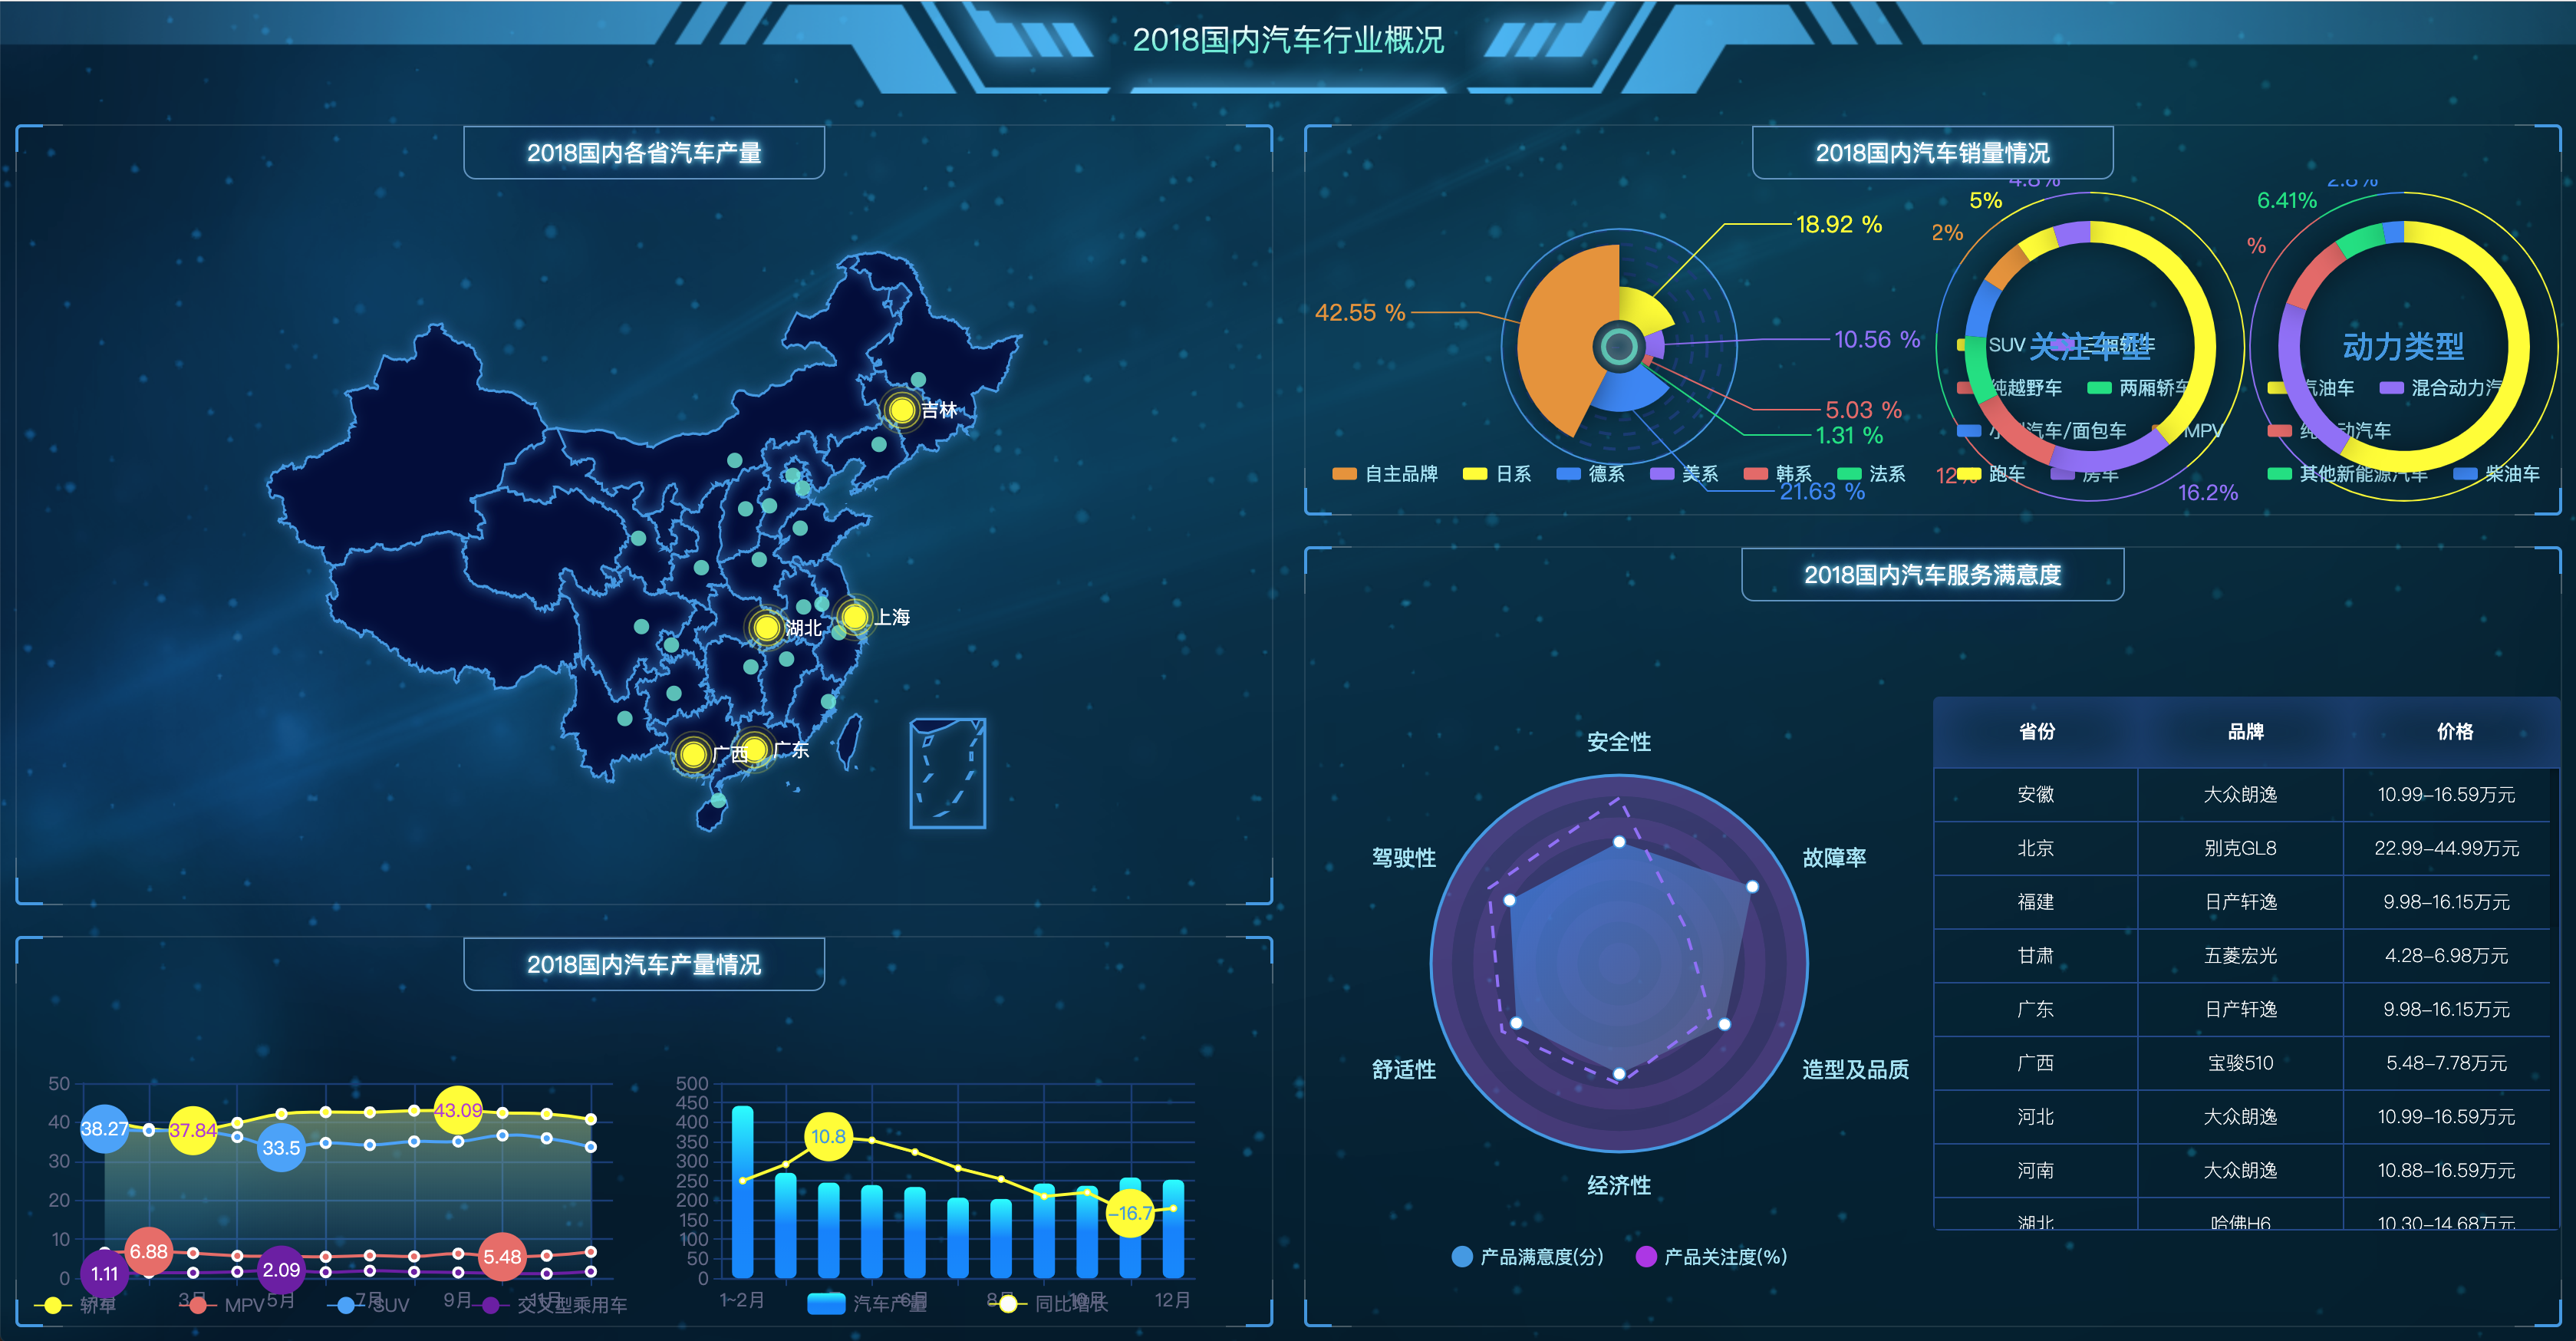 2018国内汽车行业概况
2018国内各省汽车产量
吉林
上海
湖北
广西
广东
2018国内汽车产量情况
50
40
30
20
10
0
38.27
37.84
33.5
43.09
6.88
5.48
1.11
2.09
3月
5月
7月
9月
11月
轿车
MPV
SUV
交叉型乘用车
500
450
400
350
300
250
200
150
100
50
0
10.8
-16.7
1~2月
6月
8月
10月
12月
汽车产量
同比增长
2018国内汽车销量情况
18.92 %
42.55 %
10.56 %
5.03 %
1.31 %
21.63 %
自主品牌 日系 德系 美系 韩系 法系
4.8%
5%
2%
12%
16.2%
关注车型
SUV 三厢轿车
纯越野车 两厢轿车
汽车/面包车 MPV
跑车 房车
2.8%
6.41%
%
动力类型
汽油车 混合动力汽
纯电动汽车
其他新能源汽车 柴油车
2018国内汽车服务满意度
安全性
驾驶性
故障率
舒适性
造型及品质
经济性
产品满意度(分) 产品关注度(%)
省份 品牌 价格
安徽 大众朗逸 10.99-16.59万元
北京 别克GL8 22.99-44.99万元
福建 日产轩逸 9.98-16.15万元
甘肃 五菱宏光 4.28-6.98万元
广东 日产轩逸 9.98-16.15万元
广西 宝骏510 5.48-7.78万元
河北 大众朗逸 10.99-16.59万元
河南 大众朗逸 10.88-16.59万元
湖北 哈佛H6 10.30-14.68万元